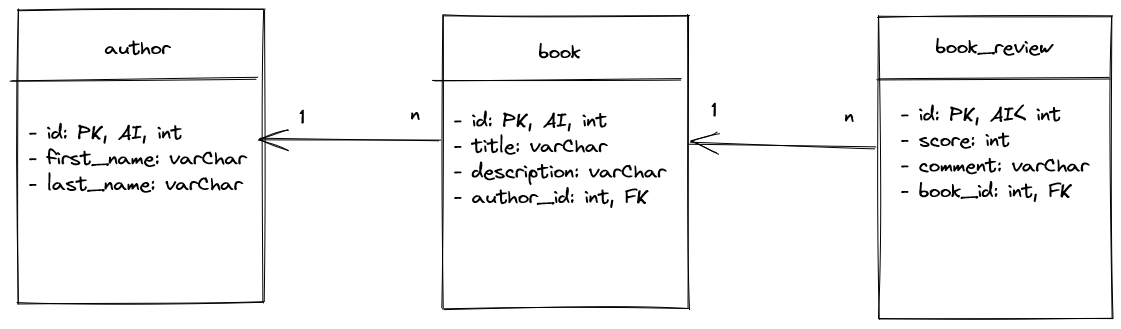 author
- id: PK, AI, int
- first_name: varChar
- last_name: varChar
1
n
book
- id: PK, AI, int
- title: varChar
- description: varChar
- author_id: int, FK
1
n
book_review
- id: PK, AI< int
- score: int
- comment: varChar
- book_id: int, FK